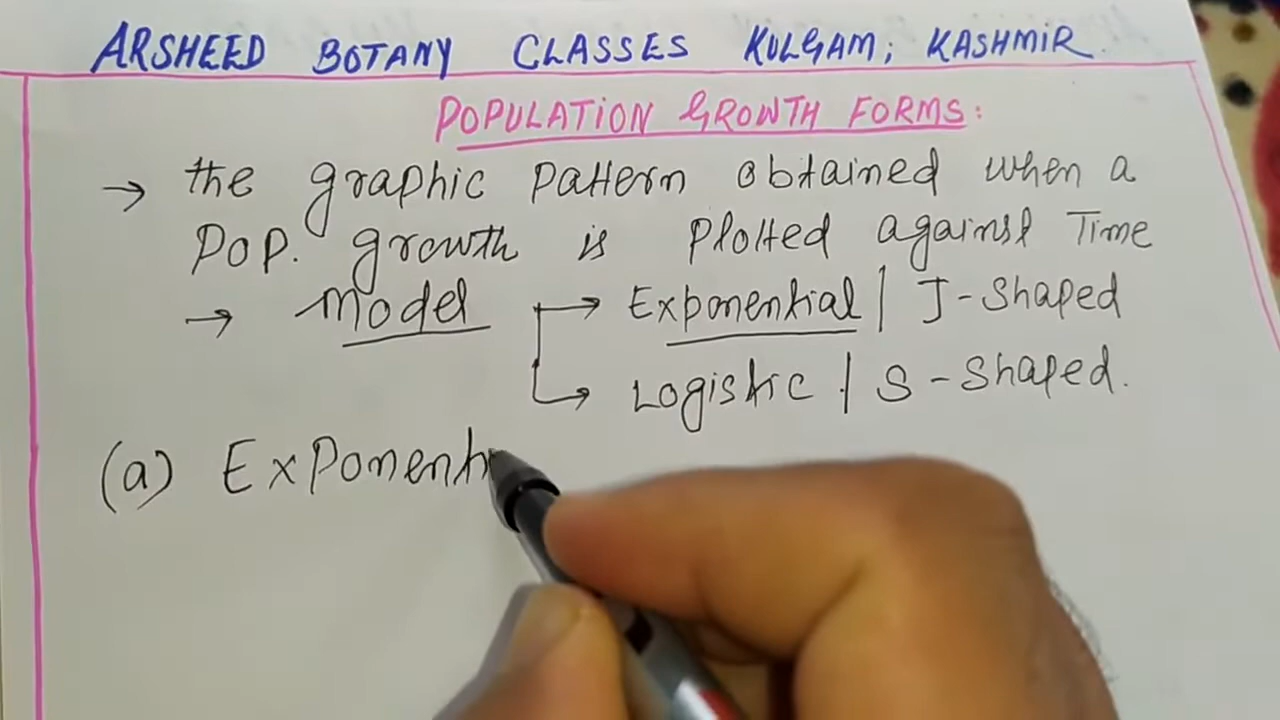 ARSHEED BOTANY CLASSES KULGAM, KASHMIR.
POPULATION GROWTH FORMS:
→ the graphic pattern obtained when a
POP. growth is plotted against Time
→ Model → Exponential | J-Shaped
→ Logistic | S-Shaped.
(a) Exponenti